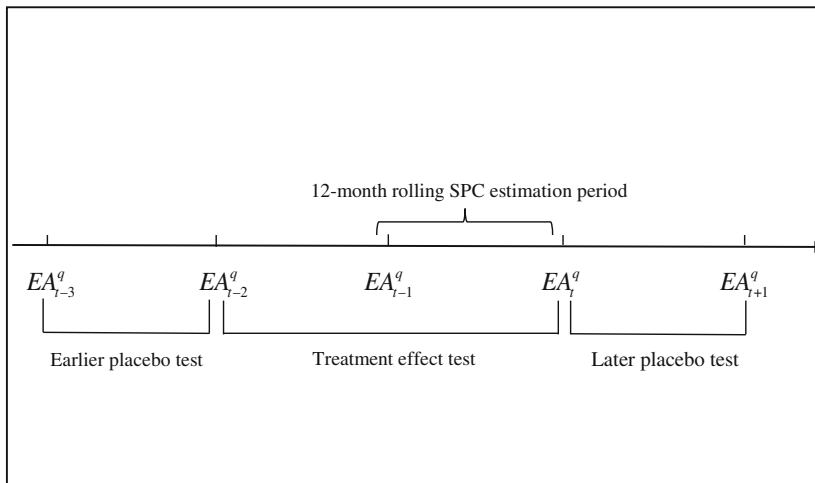 12-month rolling SPC estimation period
EA^q_{t-3} EA^q_{t-2} EA^q_{t-1} EA^q_t EA^q_{t+1}
Earlier placebo test Treatment effect test Later placebo test